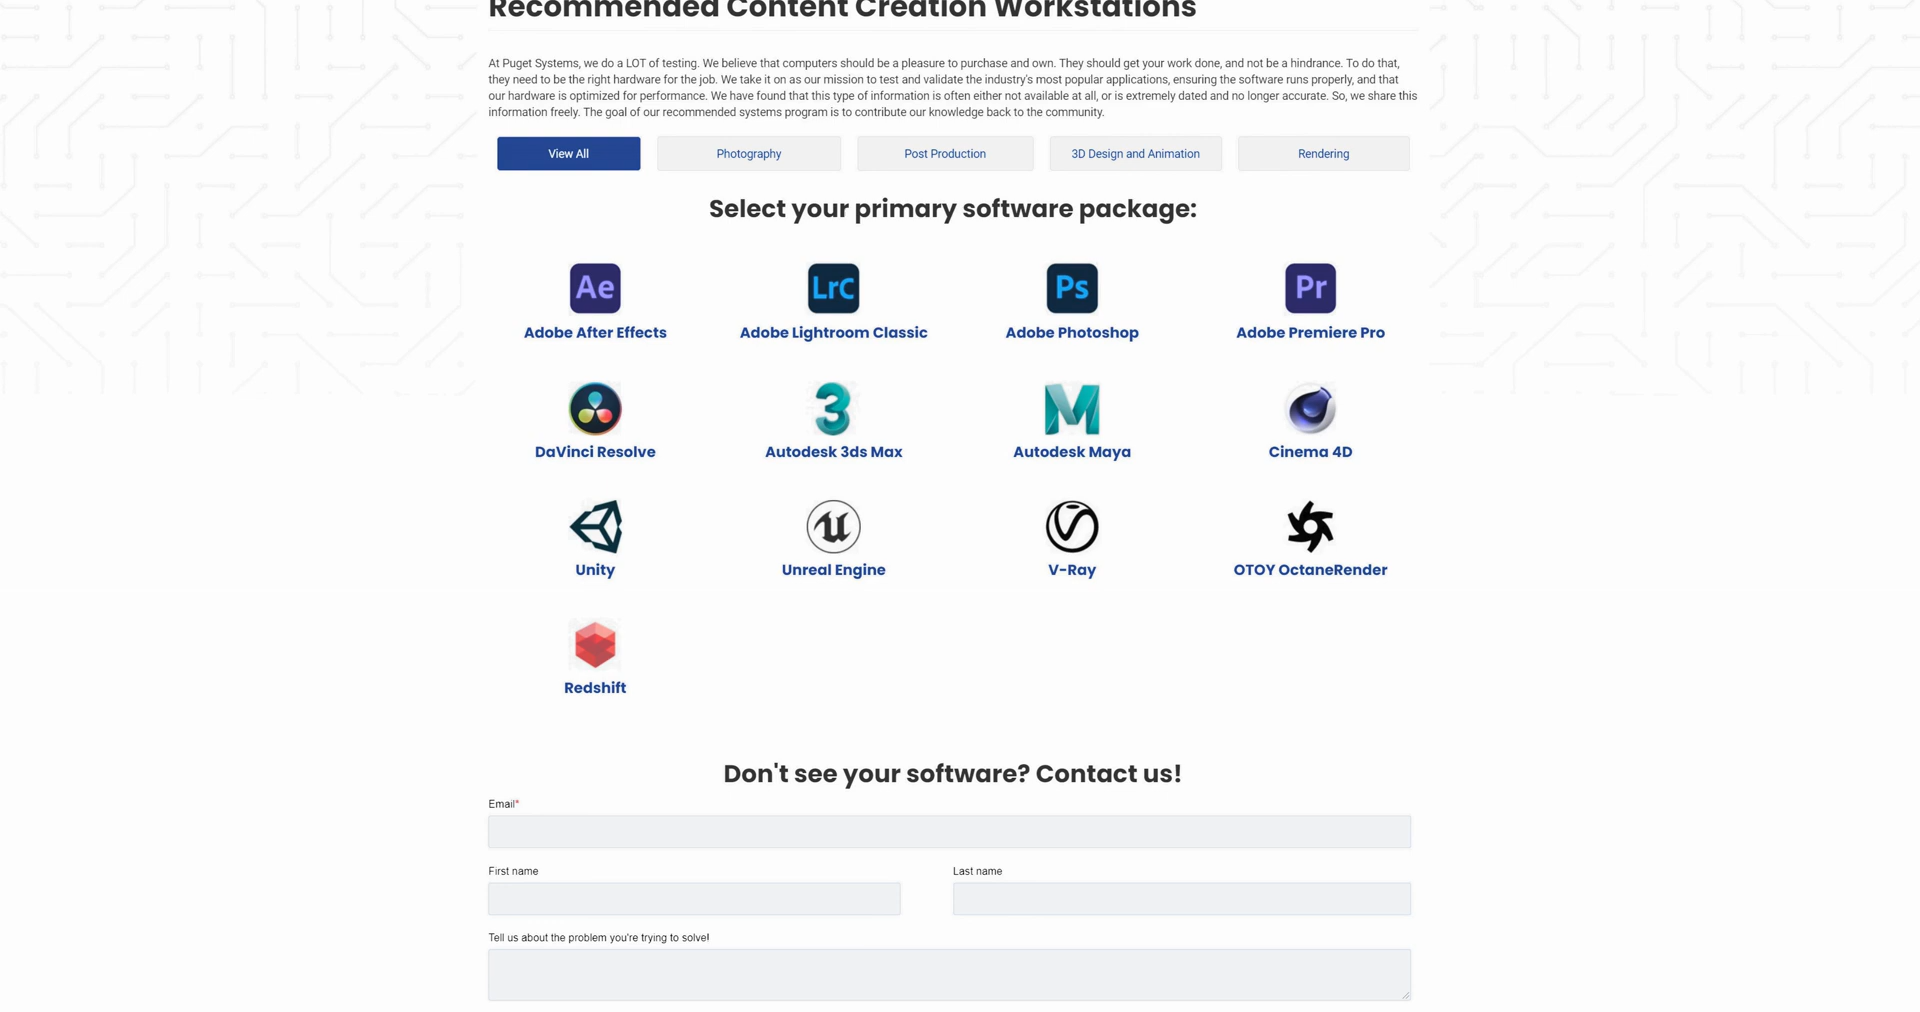 Recommended Content Creation Workstations
At Puget Systems, we do a LOT of testing. We believe that computers should be a pleasure to purchase and own. They should get your work done, and not be a hindrance. To do that,
they need to be the right hardware for the job. We take it on as our mission to test and validate the industry's most popular applications, ensuring the software runs properly, and that
our hardware is optimized for performance. We have found that this type of information is often either not available at all, or is extremely dated and no longer accurate. So, we share this
information freely. The goal of our recommended systems program is to contribute our knowledge back to the community.
View All
Photography
Post Production
3D Design and Animation
Rendering
Select your primary software package:
Ae
LrC
Ps
Pr
Adobe After Effects
Adobe Lightroom Classic
Adobe Photoshop
Adobe Premiere Pro
DaVinci Resolve
Autodesk 3ds Max
Autodesk Maya
Cinema 4D
Unity
Unreal Engine
V-Ray
OTOY OctaneRender
Redshift
Don't see your software? Contact us!
Email*
First name
Last name
Tell us about the problem you're trying to solve!